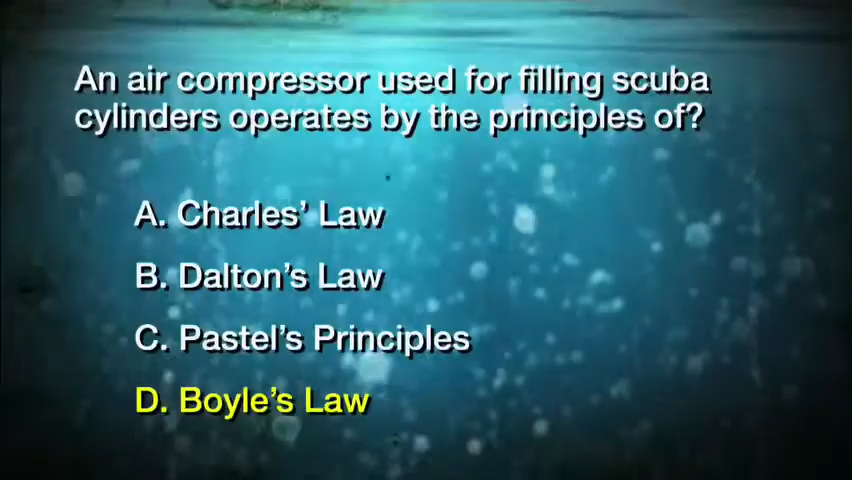 An air compressor used for filling scuba
cylinders operates by the principles of?
A. Charles’ Law
B. Dalton’s Law
C. Pastel’s Principles
D. Boyle’s Law